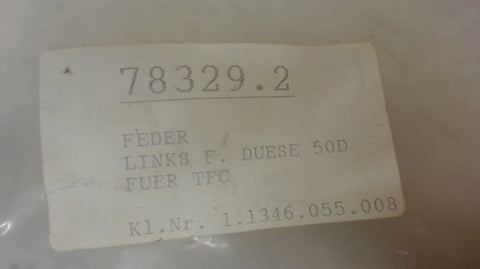 78329.2
FEDER
LINKS F. DUESE 50D
FUER TFC
Kl.Nr. 1.1346.055.008